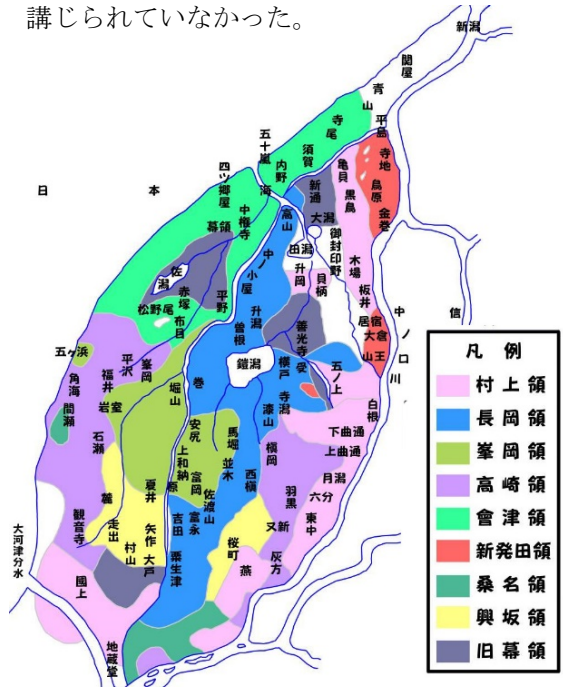 講じられていなかった。
新潟
関屋
青山
平島
寺尾
須賀
五十嵐
内野
四ツ郷屋
海
日本
亀貝
黒鳥
寺地
鳥原
金巻
新通
大潟
高山
田潟
御封印野
中権寺
幕領
佐潟
赤塚
松野尾
布目
平野
中ノ小屋
升潟
曽根
升岡
貝柄
木場
板井
善光寺
受
居宿
大倉
山王
中ノ口川
信
五ヶ浜
角海
間瀬
平沢
福井
岩室
石瀬
峯岡
堀山
巻
鎧潟
横戸
寺潟
漆山
五ノ上
白根
下曲通
上曲通
月潟
六分
東中
安尻
上和納
富岡
馬堀
並木
佐渡山
西槇
槇岡
羽黒
又新
灰方
麓
走出
夏井
矢作
村山
大戸
原
吉田
富永
粟生津
桜町
燕
観音寺
國上
地蔵堂
大河津分水
凡例
村上領
長岡領
峯岡領
高崎領
會津領
新発田領
桑名領
興坂領
旧幕領